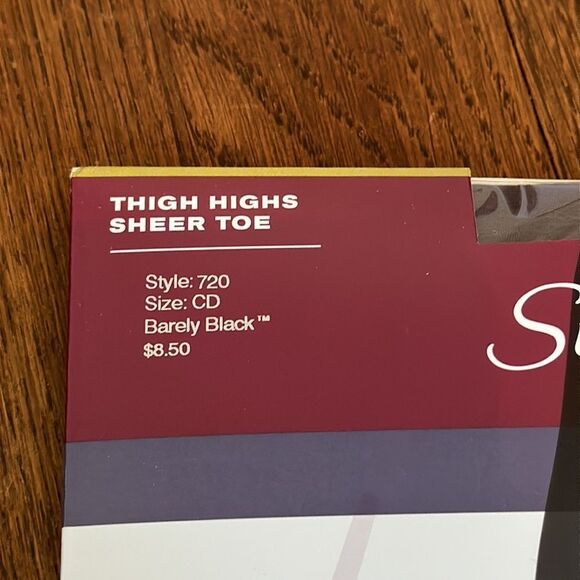 THIGH HIGHS
SHEER TOE
Style: 720
Size: CD
Barely Black™
$8.50